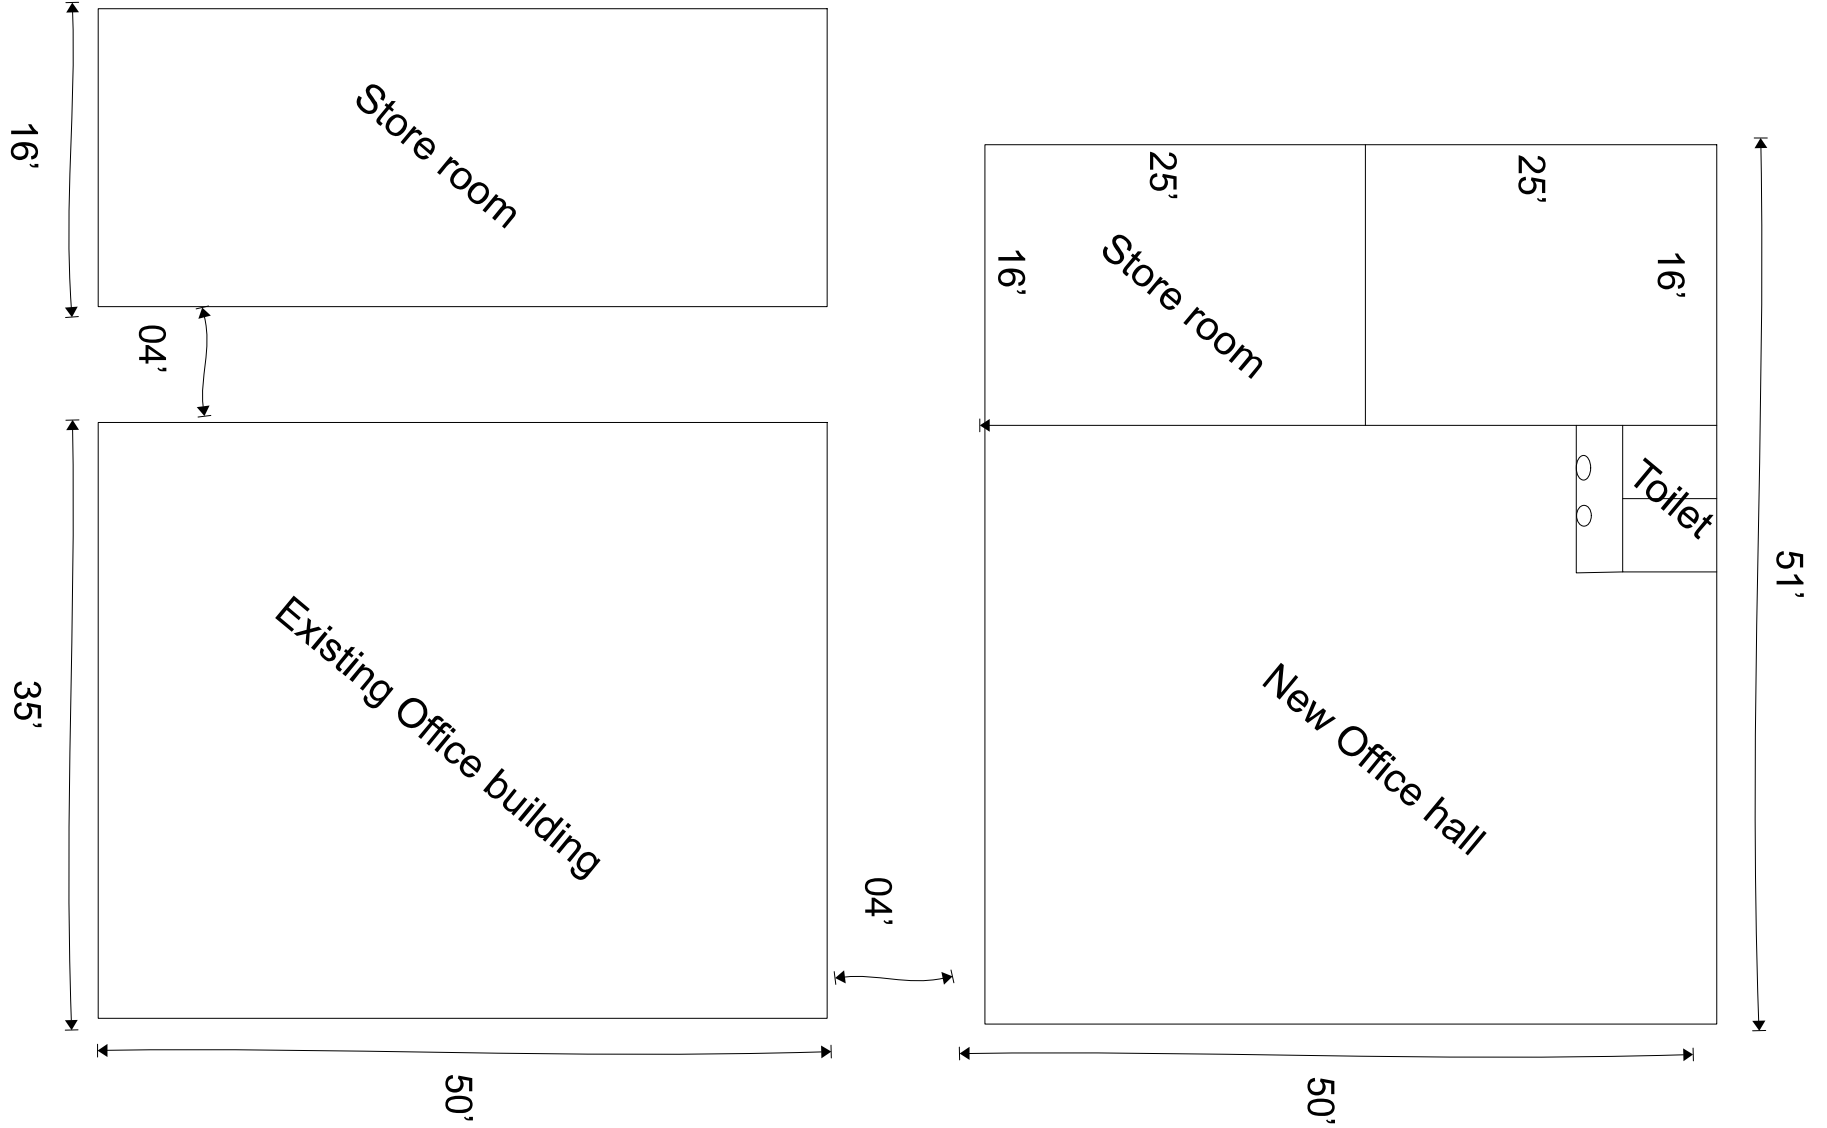 16’
Store room
04’
35’
Existing Office building
50’
04’
25’
25’
16’
Store room
16’
Toilet
51’
New Office hall
50’